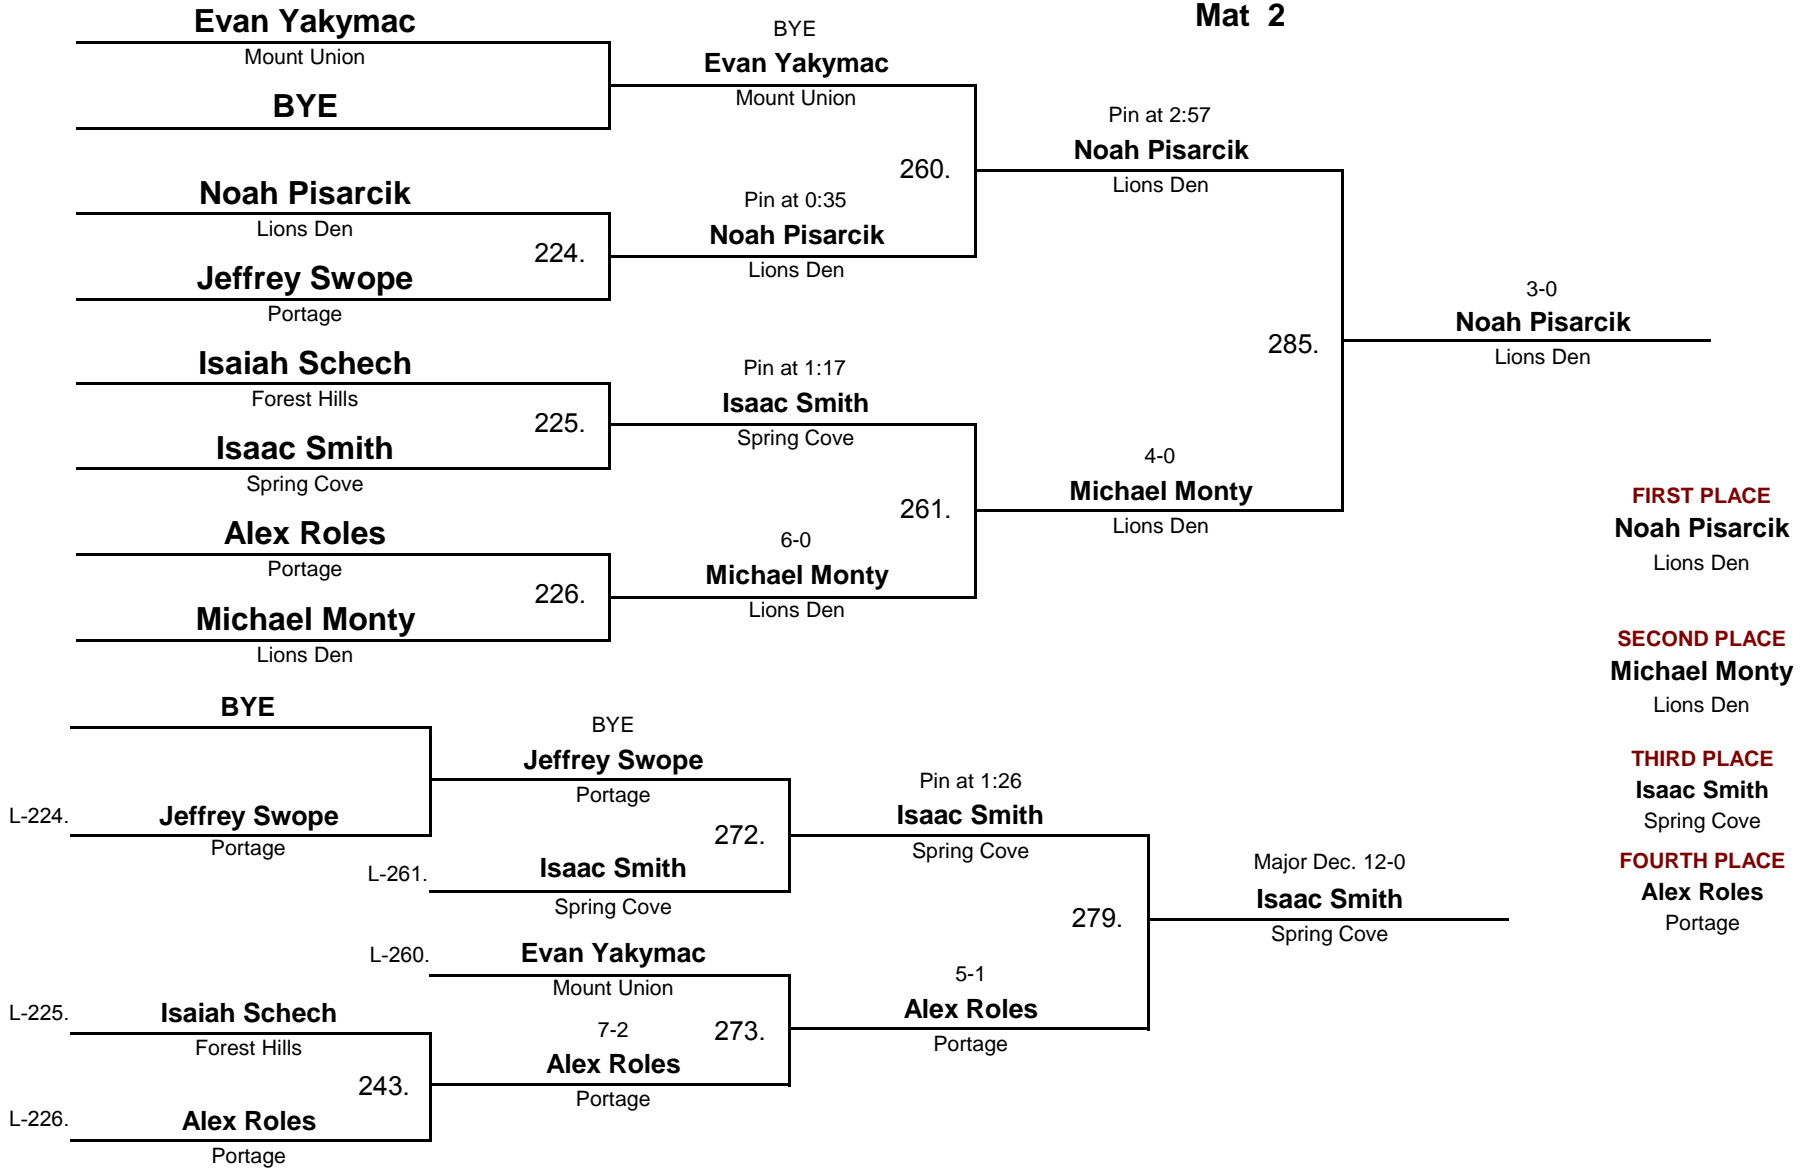 Mat 2
Evan Yakymac
Mount Union
BYE
Noah Pisarcik
Lions Den
224.
Jeffrey Swope
Portage
Isaiah Schech
Forest Hills
225.
Isaac Smith
Spring Cove
Alex Roles
Portage
226.
Michael Monty
Lions Den
BYE
Evan Yakymac
Mount Union
260.
Pin at 0:35
Noah Pisarcik
Lions Den
Pin at 1:17
Isaac Smith
Spring Cove
261.
6-0
Michael Monty
Lions Den
Pin at 2:57
Noah Pisarcik
Lions Den
285.
4-0
Michael Monty
Lions Den
3-0
Noah Pisarcik
Lions Den
FIRST PLACE
Noah Pisarcik
Lions Den
SECOND PLACE
Michael Monty
Lions Den
THIRD PLACE
Isaac Smith
Spring Cove
FOURTH PLACE
Alex Roles
Portage
BYE
L-224. Jeffrey Swope
Portage
L-225. Isaiah Schech
Forest Hills
243.
L-226. Alex Roles
Portage
BYE
Jeffrey Swope
Portage
272.
L-261. Isaac Smith
Spring Cove
L-260. Evan Yakymac
Mount Union
273.
7-2
Alex Roles
Portage
Pin at 1:26
Isaac Smith
Spring Cove
279.
5-1
Alex Roles
Portage
Major Dec. 12-0
Isaac Smith
Spring Cove